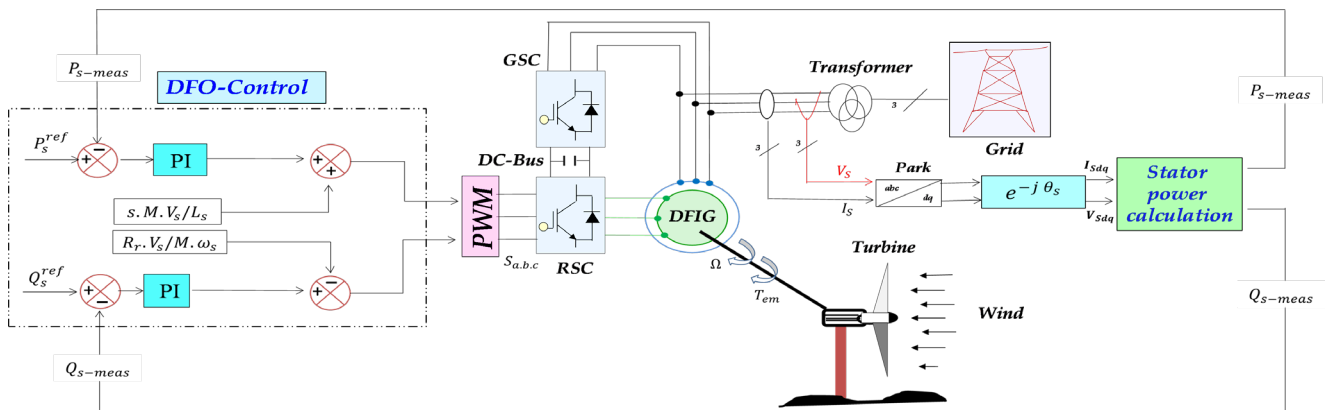 P_{s-meas}
DFO-Control
P_s^{ref}
+
−
PI
+
+
s.M.V_s/L_s
R_r.V_s/M.ω_s
Q_s^{ref}
+
−
PI
−
+
Q_{s-meas}
GSC
DC-Bus
PWM
S_{a.b.c}
RSC
DFIG
Ω
T_{em}
Transformer
3
Grid
3
3
V_S
I_S
Park
abc
dq
e^{-j θ_s}
I_{Sdq}
V_{Sdq}
Stator
power
calculation
P_{s-meas}
Q_{s-meas}
Turbine
Wind